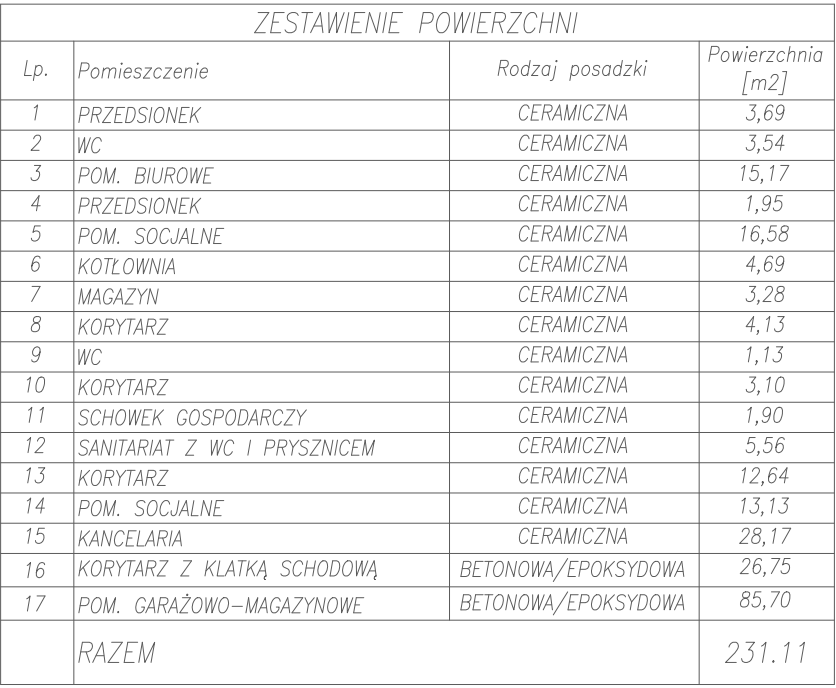 ZESTAWIENIE POWIERZCHNI
Lp. Pomieszczenie Rodzaj posadzki Powierzchnia [m2]
1 PRZEDSIONEK CERAMICZNA 3,69
2 WC CERAMICZNA 3,54
3 POM. BIUROWE CERAMICZNA 15,17
4 PRZEDSIONEK CERAMICZNA 1,95
5 POM. SOCJALNE CERAMICZNA 16,58
6 KOTŁOWNIA CERAMICZNA 4,69
7 MAGAZYN CERAMICZNA 3,28
8 KORYTARZ CERAMICZNA 4,13
9 WC CERAMICZNA 1,13
10 KORYTARZ CERAMICZNA 3,10
11 SCHOWEK GOSPODARCZY CERAMICZNA 1,90
12 SANITARIAT Z WC I PRYSZNICEM CERAMICZNA 5,56
13 KORYTARZ CERAMICZNA 12,64
14 POM. SOCJALNE CERAMICZNA 13,13
15 KANCELARIA CERAMICZNA 28,17
16 KORYTARZ Z KLATKĄ SCHODOWĄ BETONOWA/EPOKSYDOWA 26,75
17 POM. GARAŻOWO-MAGAZYNOWE BETONOWA/EPOKSYDOWA 85,70
RAZEM 231.11